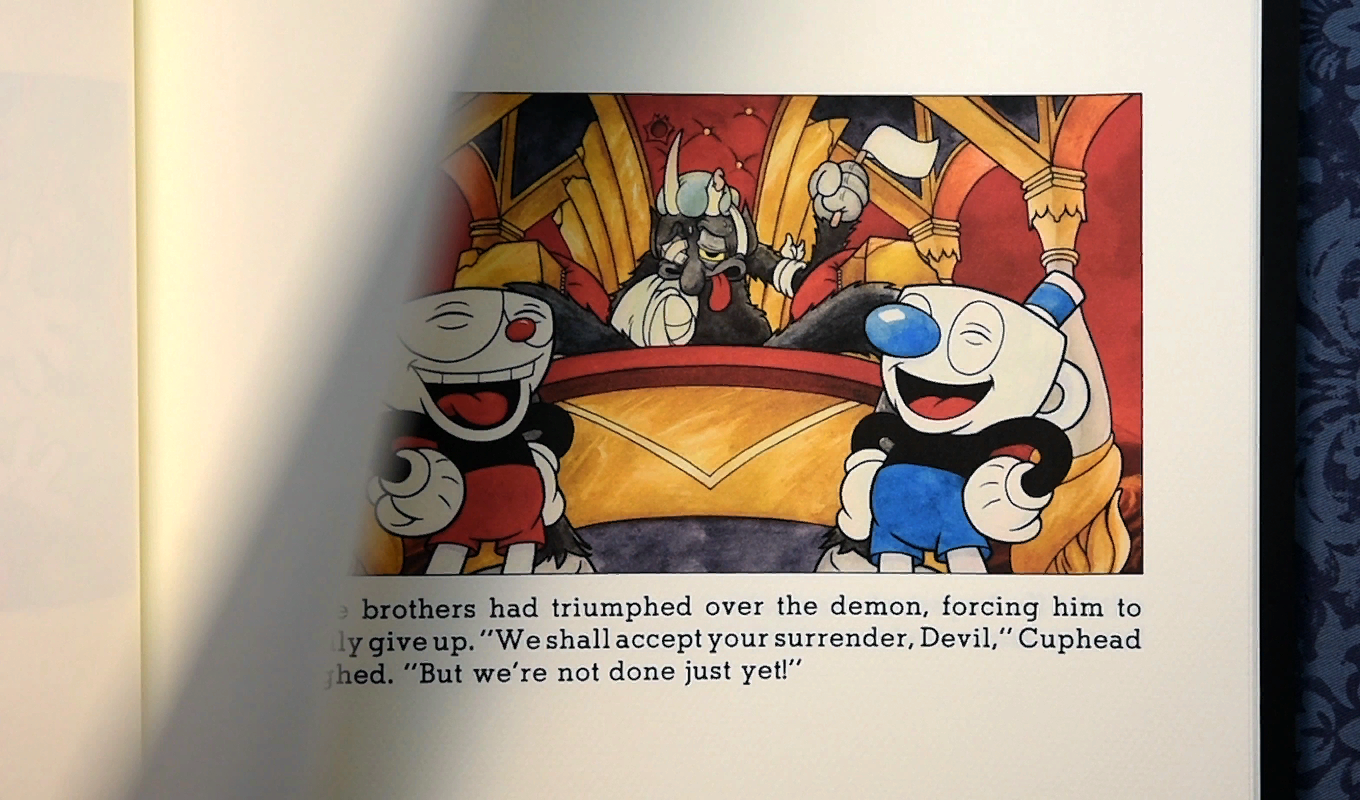 brothers had triumphed over the demon, forcing him to
give up. "We shall accept your surrender, Devil," Cuphead
"But we're not done just yet!"